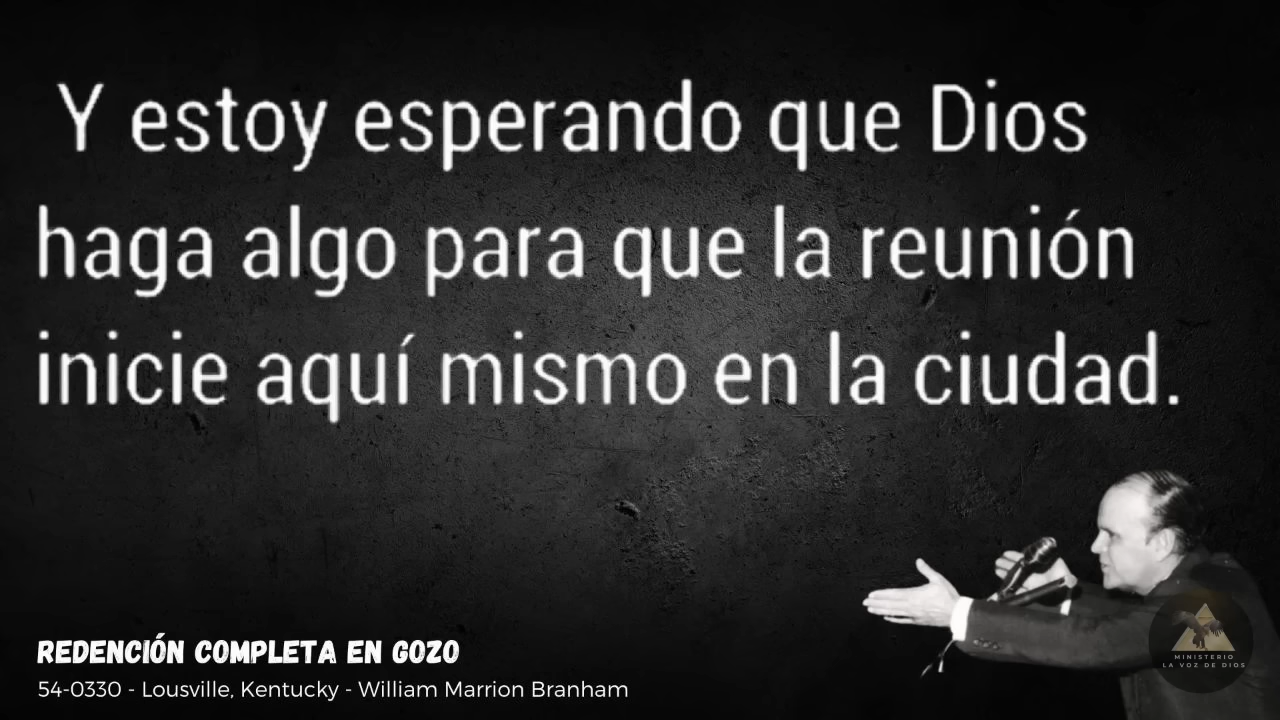 Y estoy esperando que Dios
haga algo para que la reunión
inicie aquí mismo en la ciudad.
REDENCIÓN COMPLETA EN GOZO
54-0330 - Lousville, Kentucky - William Marrion Branham
MINISTERIO
LA VOZ DE DIOS